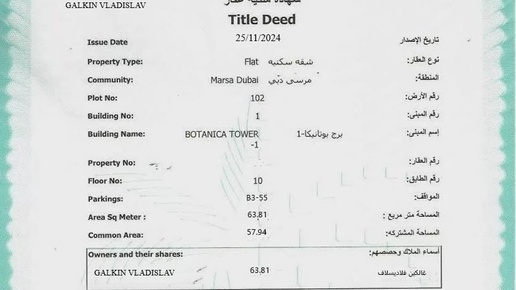 GALKIN VLADISLAV
Title Deed
Issue Date 25/11/2024 تاريخ الإصدار
Property Type: Flat شقه سكنيه نوع العقار:
Community: Marsa Dubai مرسى دبي المنطقة:
Plot No: 102 رقم الأرض:
Building No: 1 رقم المبنى:
Building Name: BOTANICA TOWER برج بوتانيكا-1 إسم المبنى:
-1
Property No: رقم العقار:
Floor No: 10 رقم الطابق:
Parkings: B3-55 المواقف:
Area Sq Meter : 63.81 المساحة متر مربع :
Common Area: 57.94 المساحة المشتركه:
Owners and their shares: أسماء الملاك وحصصهم:
GALKIN VLADISLAV 63.81 غالكين فلاديسلاف